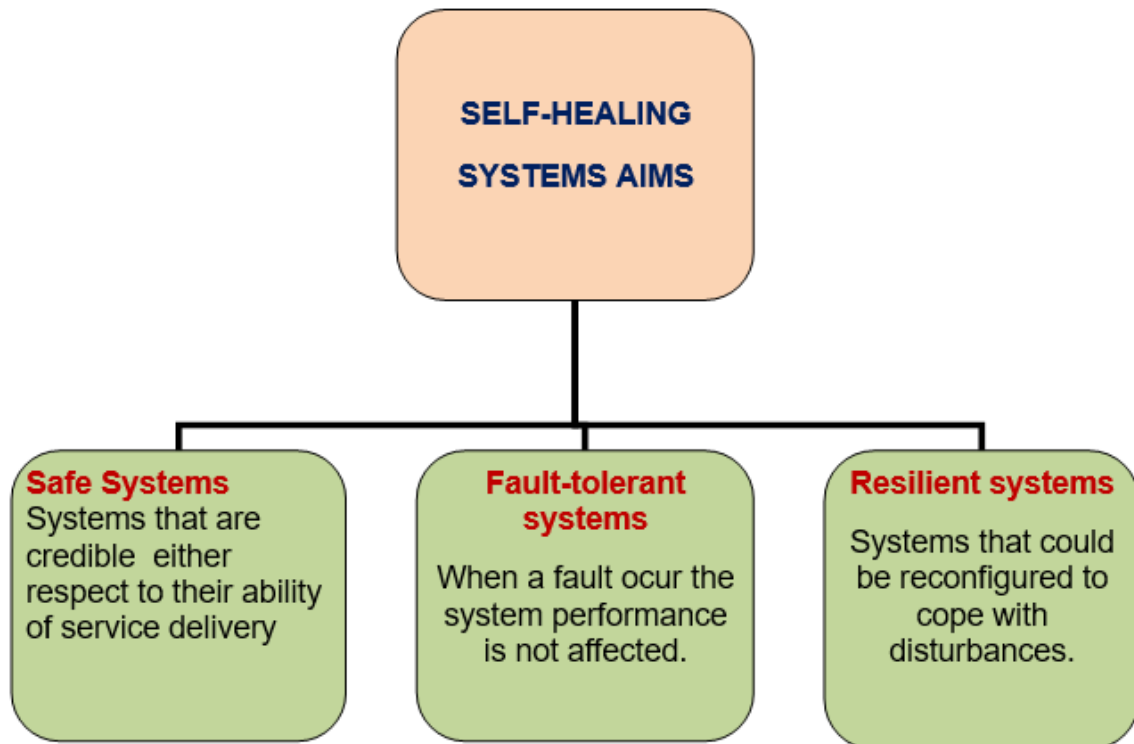 SELF-HEALING
SYSTEMS AIMS
Safe Systems
Systems that are
credible either
respect to their ability
of service delivery
Fault-tolerant
systems
When a fault ocur the
system performance
is not affected.
Resilient systems
Systems that could
be reconfigured to
cope with
disturbances.